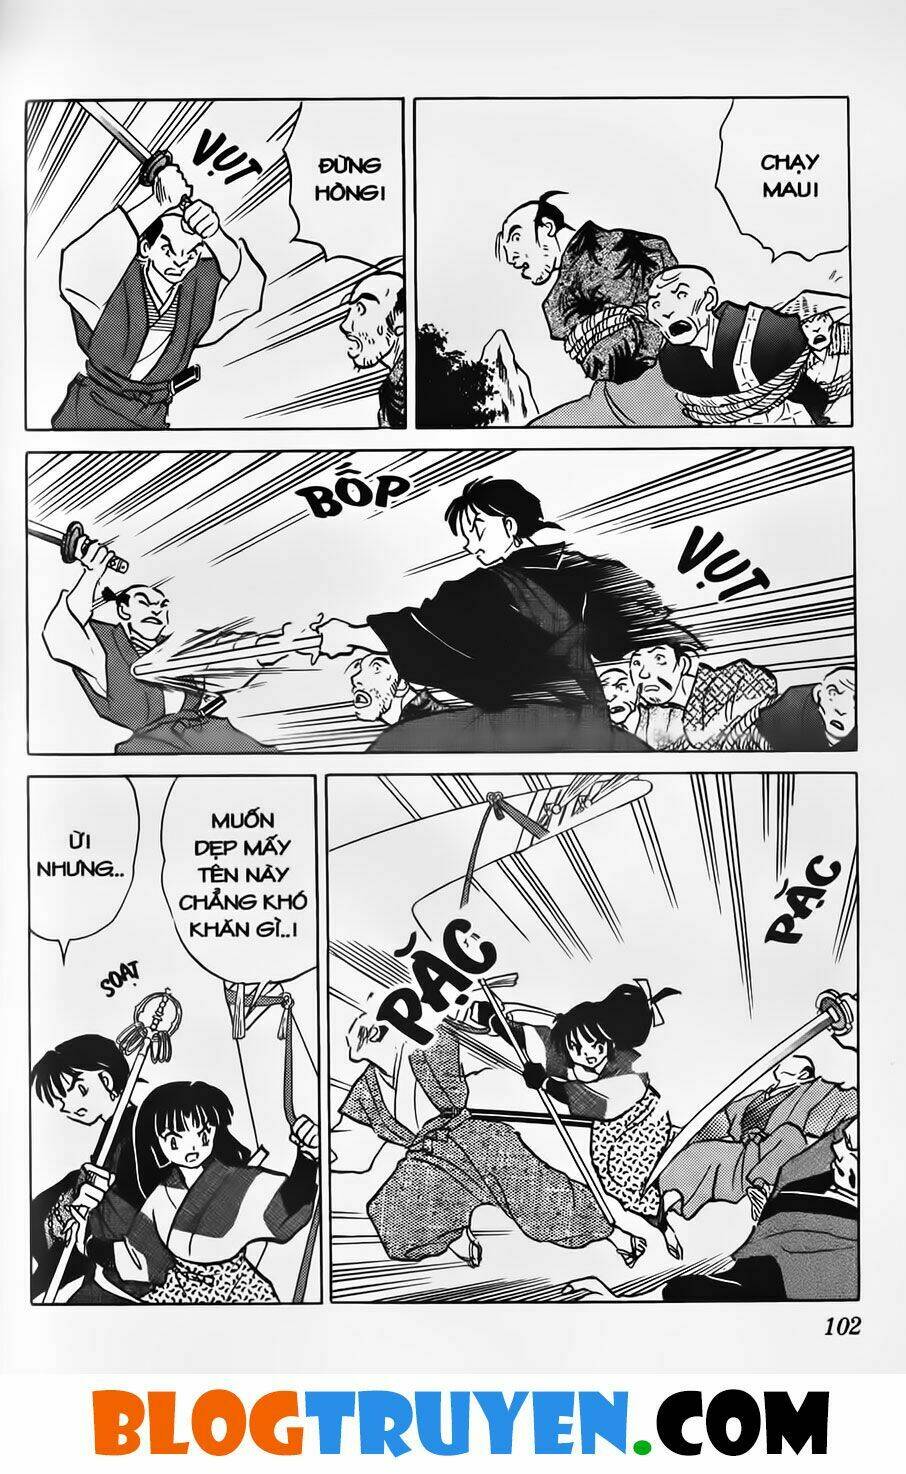 CHẠY
MAU!
ĐỪNG
HÒNG!
VỤT
BỐP
VỤT
PẶC
PẶC
MUỐN
DẸP MẤY
TÊN NÀY
CHẲNG KHÓ
KHĂN GÌ..!
ỪI
NHƯNG..
SOẠT
102
BLOGTRUYEN.COM